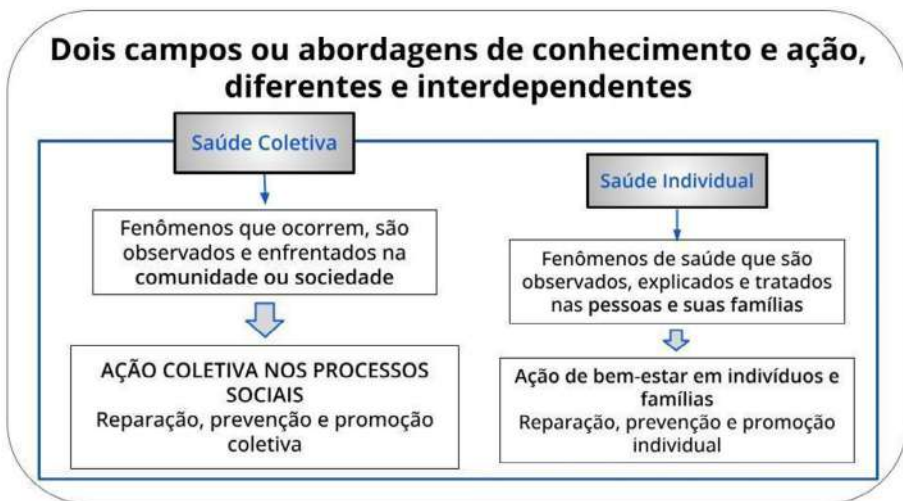 Dois campos ou abordagens de conhecimento e ação,
diferentes e interdependentes
Saúde Coletiva
Fenômenos que ocorrem, são
observados e enfrentados na
comunidade ou sociedade
AÇÃO COLETIVA NOS PROCESSOS
SOCIAIS
Reparação, prevenção e promoção
coletiva
Saúde Individual
Fenômenos de saúde que são
observados, explicados e tratados
nas pessoas e suas famílias
Ação de bem-estar em indivíduos e
famílias
Reparação, prevenção e promoção
individual